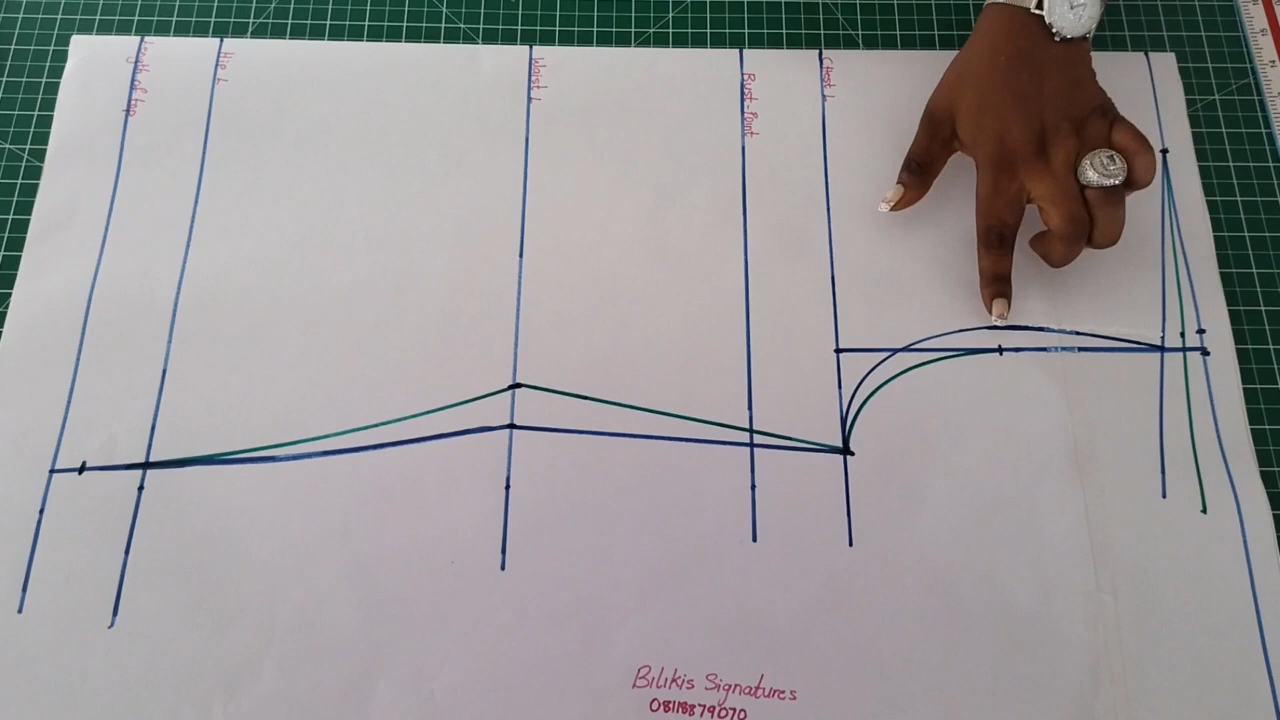 Length of top
Hip L
Waist L
Bust-Point
Chest L
Bilikis Signatures
08118879070